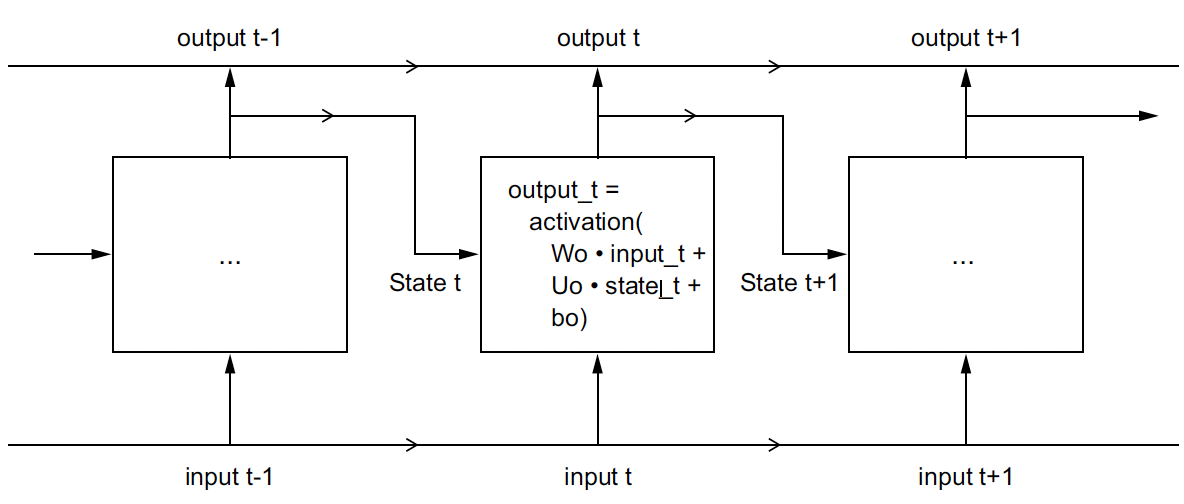 output t-1
output t
output t+1
...
output_t =
activation(
Wo • input_t +
Uo • state_t +
bo)
...
State t
State t+1
input t-1
input t
input t+1